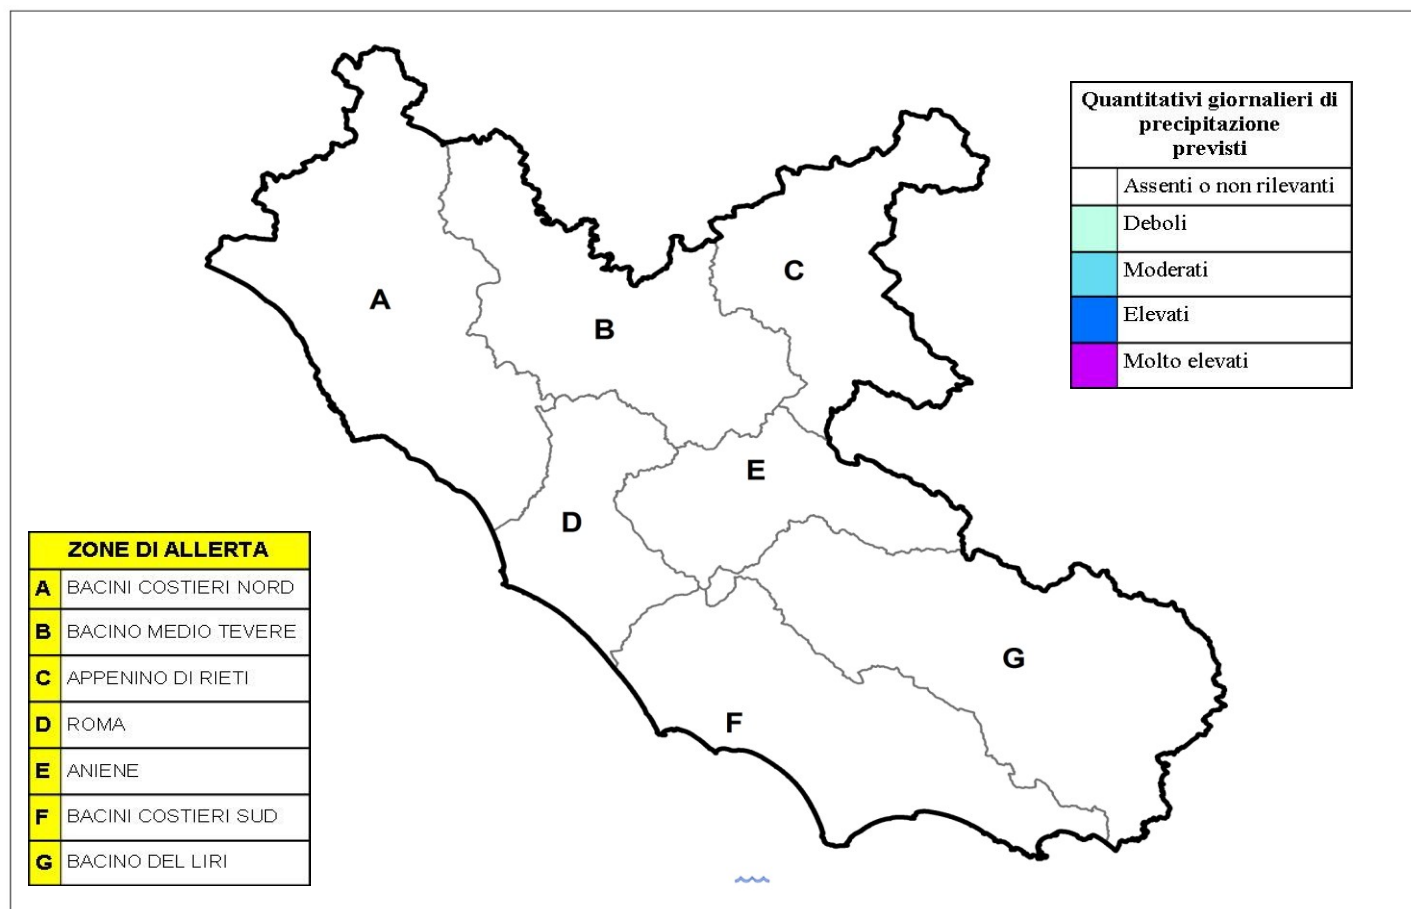 Quantitativi giornalieri di
precipitazione
previsti
Assenti o non rilevanti
Deboli
Moderati
Elevati
Molto elevati
A
B
C
E
D
G
F
ZONE DI ALLERTA
A BACINI COSTIERI NORD
B BACINO MEDIO TEVERE
C APPENINO DI RIETI
D ROMA
E ANIENE
F BACINI COSTIERI SUD
G BACINO DEL LIRI